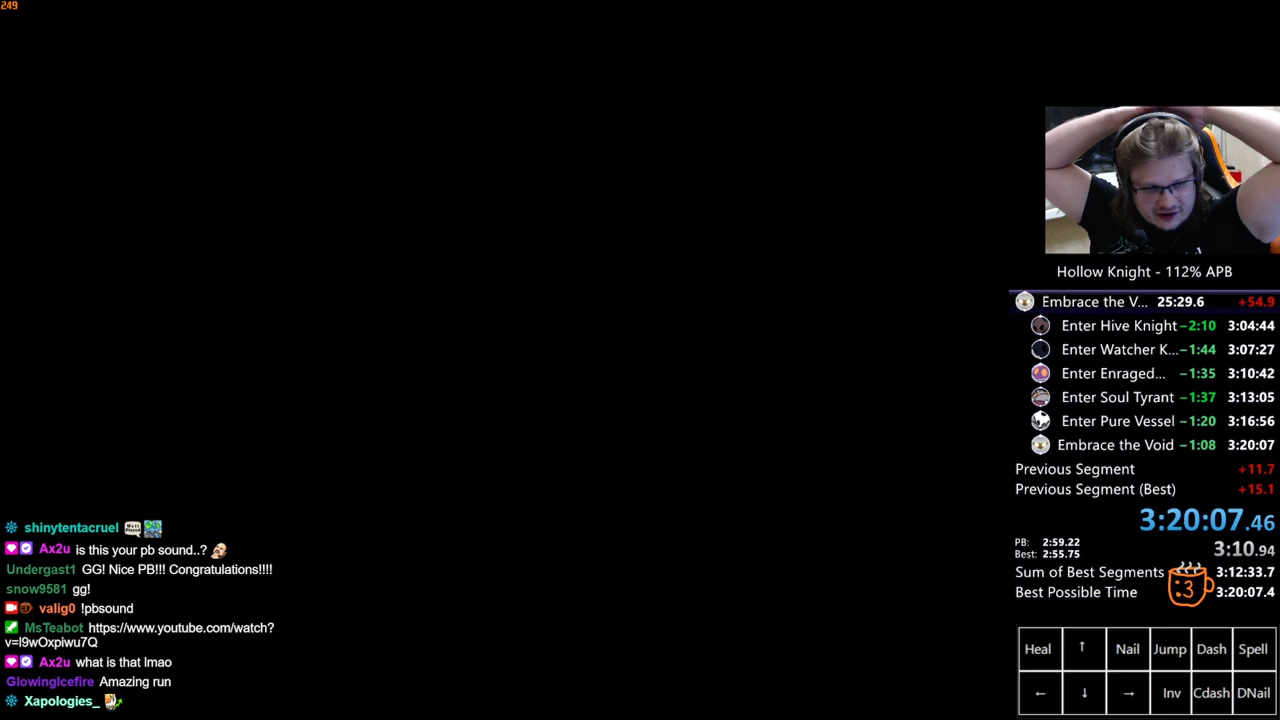 249
Hollow Knight - 112% APB
Embrace the V... 25:29.6 +54.9
Enter Hive Knight −2:10 3:04:44
Enter Watcher K... −1:44 3:07:27
Enter Enraged... −1:35 3:10:42
Enter Soul Tyrant −1:37 3:13:05
Enter Pure Vessel −1:20 3:16:56
Embrace the Void −1:08 3:20:07
Previous Segment +11.7
Previous Segment (Best) +15.1
3:20:07.46
PB: 2:59.22
Best: 2:55.75
3:10.94
Sum of Best Segments 3:12:33.7
Best Possible Time 3:20:07.4
:3
Heal ↑ Nail Jump Dash Spell
← ↓ → Inv Cdash DNail
shinytentacruel
Ax2u is this your pb sound..?
Undergast1 GG! Nice PB!!! Congratulations!!!!
snow9581 gg!
valig0 !pbsound
MsTeabot https://www.youtube.com/watch?
v=l9wOxpiwu7Q
Ax2u what is that lmao
GlowingIcefire Amazing run
Xapologies_